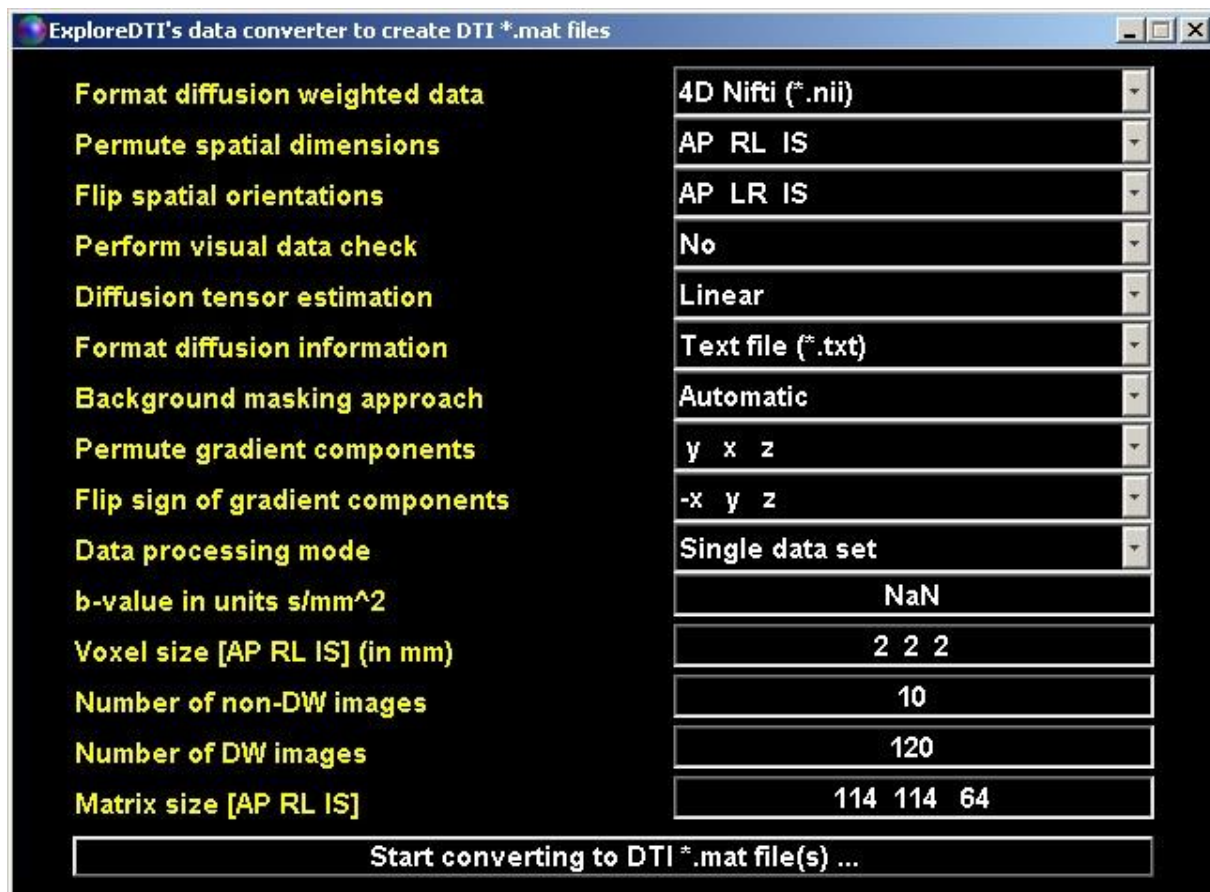 ExploreDTI's data converter to create DTI *.mat files
Format diffusion weighted data 4D Nifti (*.nii)
Permute spatial dimensions AP RL IS
Flip spatial orientations AP LR IS
Perform visual data check No
Diffusion tensor estimation Linear
Format diffusion information Text file (*.txt)
Background masking approach Automatic
Permute gradient components y x z
Flip sign of gradient components -x y z
Data processing mode Single data set
b-value in units s/mm^2 NaN
Voxel size [AP RL IS] (in mm) 2 2 2
Number of non-DW images 10
Number of DW images 120
Matrix size [AP RL IS] 114 114 64
Start converting to DTI *.mat file(s) ...